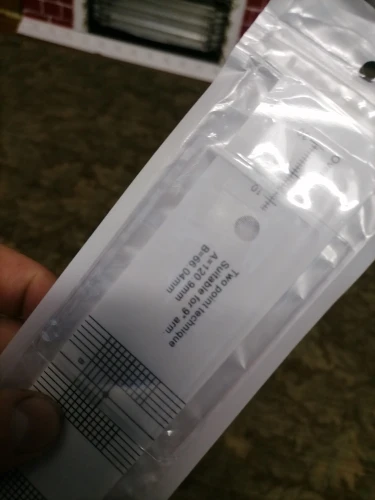 Two point technique
Suitable for 9" arm.
A=120 9mm
B=66 04mm